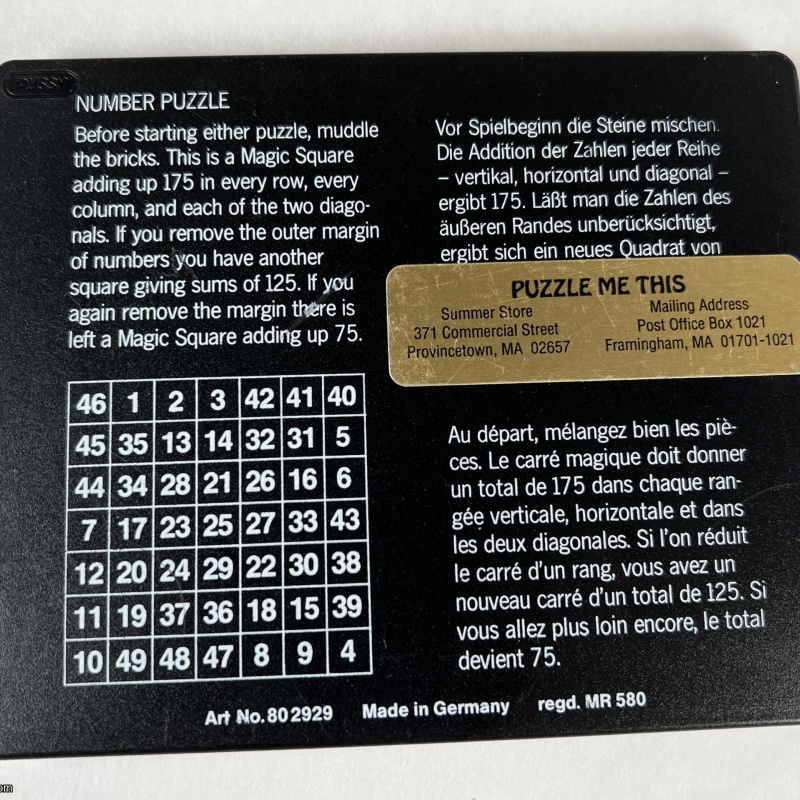 PUSSY
NUMBER PUZZLE
Before starting either puzzle, muddle
the bricks. This is a Magic Square
adding up 175 in every row, every
column, and each of the two diago-
nals. If you remove the outer margin
of numbers you have another
square giving sums of 125. If you
again remove the margin there is
left a Magic Square adding up 75.
46 1 2 3 42 41 40
45 35 13 14 32 31 5
44 34 28 21 26 16 6
7 17 23 25 27 33 43
12 20 24 29 22 30 38
11 19 37 36 18 15 39
10 49 48 47 8 9 4
Vor Spielbeginn die Steine mischen.
Die Addition der Zahlen jeder Reihe
– vertikal, horizontal und diagonal –
ergibt 175. Läßt man die Zahlen des
äußeren Randes unberücksichtigt,
ergibt sich ein neues Quadrat von
PUZZLE ME THIS
Summer Store
371 Commercial Street
Provincetown, MA 02657
Mailing Address
Post Office Box 1021
Framingham, MA 01701-1021
Au départ, mélangez bien les piè-
ces. Le carré magique doit donner
un total de 175 dans chaque ran-
gée verticale, horizontale et dans
les deux diagonales. Si l'on réduit
le carré d'un rang, vous avez un
nouveau carré d'un total de 125. Si
vous allez plus loin encore, le total
devient 75.
Art No. 80 2929 Made in Germany regd. MR 580